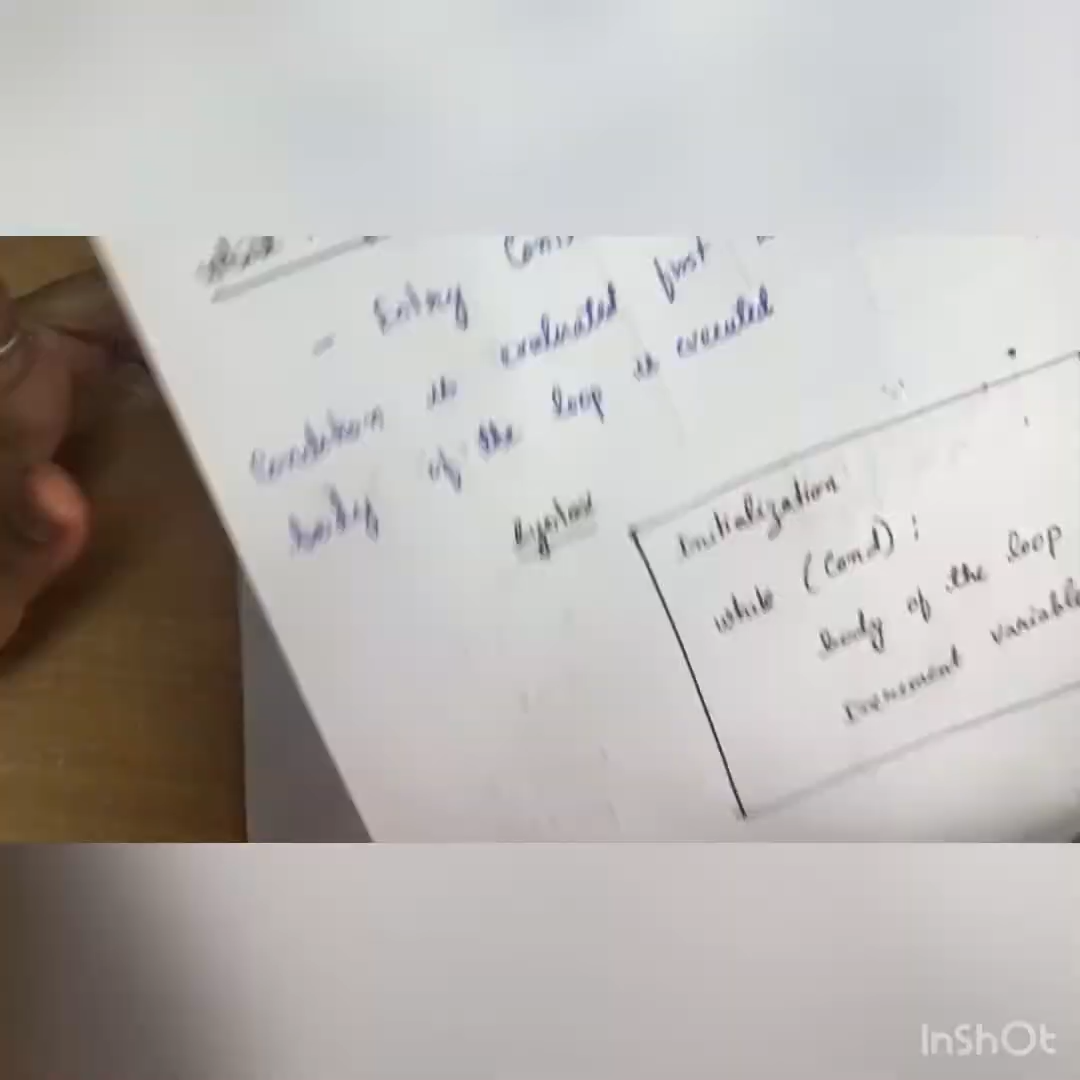 - Entry
condition is evaluated first
body of the loop is executed
Syntax
Initialization
while (cond) :
body of the loop
increment variable
InShOt